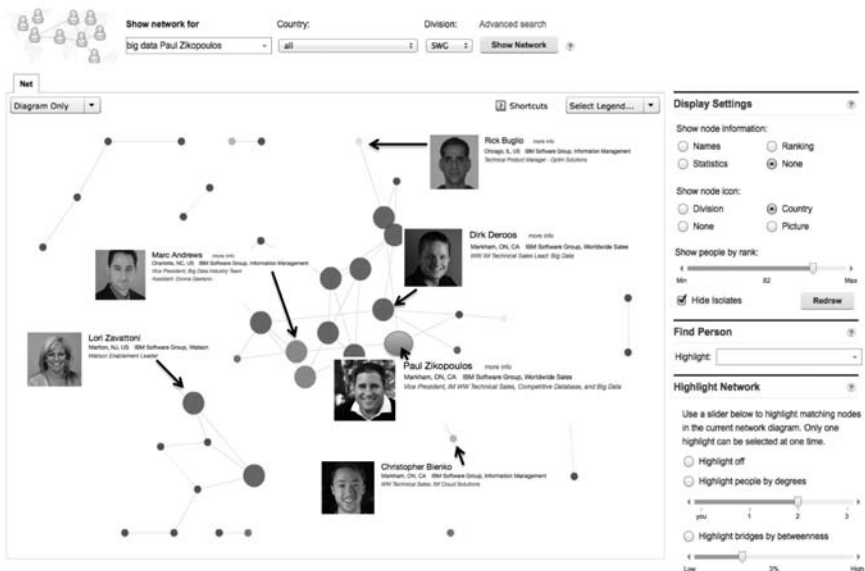 Show network for
Country:
Division:
Advanced search
big data Paul Zikopoulos
all
SWG
Show Network
?
Net
Diagram Only
Shortcuts
Select Legend...
Rick Buglio more info
Chicago, IL, US IBM Software Group, Information Management
Technical Product Manager - Optim Solutions
Dirk Deroos more info
Markham, ON, CA IBM Software Group, Worldwide Sales
WW IM Technical Sales Lead Big Data
Marc Andrews more info
Charlotte, NC, US IBM Software Group, Information Management
Vice President, Big Data Industry Team
Assistant: Donna Gaetano
Lori Zavattoni more info
Marlton, NJ, US IBM Software Group, Watson
Watson Enablement Leader
Paul Zikopoulos more info
Markham, ON, CA IBM Software Group, Worldwide Sales
Vice President, IM WW Technical Sales, Competitive Database, and Big Data
Christopher Bienko more info
Markham, ON, CA IBM Software Group, Information Management
WW Technical Sales: IM Cloud Solutions
Display Settings
?
Show node information:
Names
Ranking
Statistics
None
Show node icon:
Division
Country
None
Picture
Show people by rank:
Min 82 Max
Hide Isolates
Redraw
Find Person
?
Highlight:
Highlight Network
?
Use a slider below to highlight matching nodes
in the current network diagram. Only one
highlight can be selected at one time.
Highlight off
Highlight people by degrees
you 1 2 3
Highlight bridges by betweenness
Low 3% High